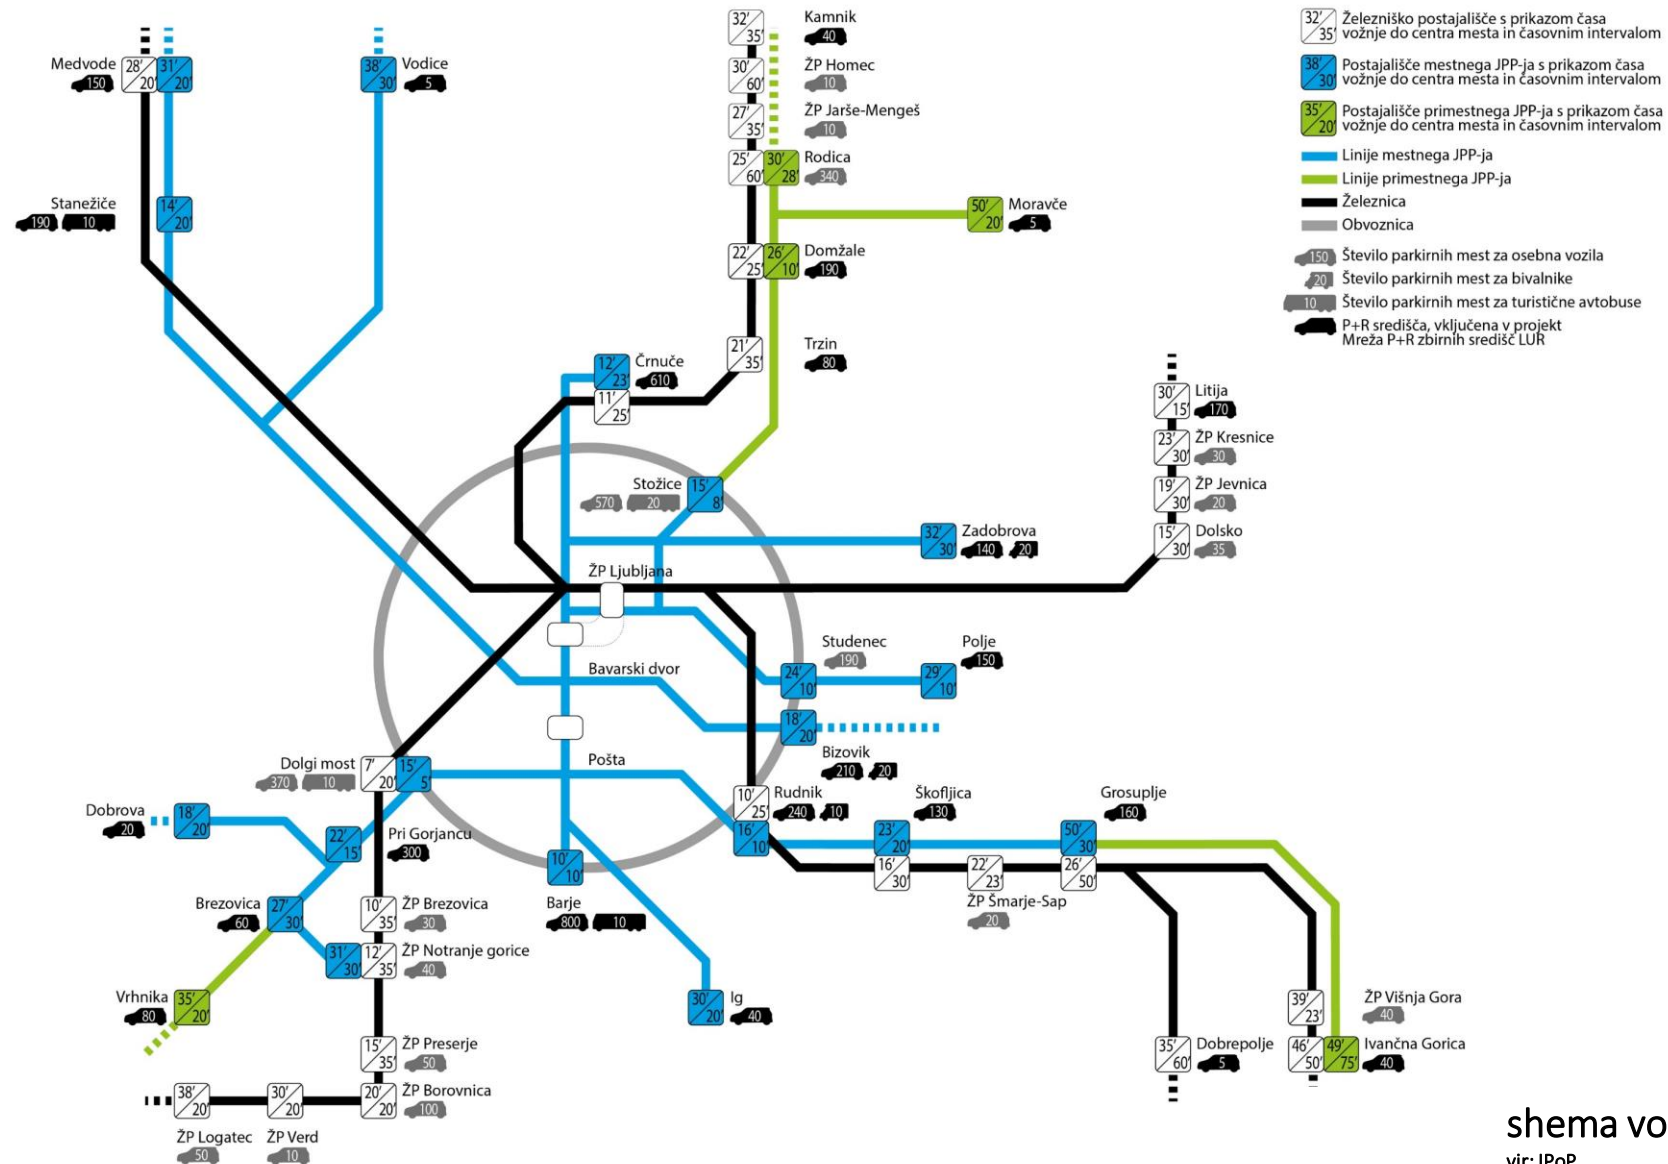 32′
35′
Kamnik
40
30′
60′
ŽP Homec
10
27′
35′
ŽP Jarše-Mengeš
10
25′
60′
30′
28′
Rodica
340
Medvode
150
28′
20′
31′
20′
38′
30′
Vodice
5
Stanežiče
190
10
14′
20′
50′
20′
Moravče
5
22′
25′
26′
10′
Domžale
190
21′
35′
Trzin
80
12′
23′
Črnuče
610
11′
25′
Stožice
570
20
15′
8′
32′
30′
Zadobrova
140
20
30′
15′
Litija
170
23′
30′
ŽP Kresnice
30
19′
30′
ŽP Jevnica
20
15′
30′
Dolsko
35
ŽP Ljubljana
Bavarski dvor
Pošta
Studenec
190
24′
10′
Polje
150
29′
10′
18′
20′
Bizovik
210
20
Dolgi most
370
10
7′
20′
15′
5′
Dobrova
20
18′
20′
22′
15′
Pri Gorjancu
300
10′
25′
Rudnik
240
10
16′
10′
Škofljica
130
23′
20′
16′
30′
22′
23′
ŽP Šmarje-Sap
20
Grosuplje
160
50′
30′
26′
50′
Brezovica
60
27′
30′
10′
35′
ŽP Brezovica
30
31′
30′
12′
35′
ŽP Notranje gorice
40
10′
10′
Barje
800
10
Vrhnika
80
35′
20′
30′
20′
Ig
40
15′
35′
ŽP Preserje
50
38′
20′
30′
20′
20′
20′
ŽP Borovnica
100
ŽP Logatec
50
ŽP Verd
10
35′
60′
Dobrepolje
5
39′
23′
ŽP Višnja Gora
40
46′
50′
49′
75′
Ivančna Gorica
40
32′
35′
Železniško postajališče s prikazom časa
vožnje do centra mesta in časovnim intervalom
38′
30′
Postajališče mestnega JPP-ja s prikazom časa
vožnje do centra mesta in časovnim intervalom
35′
20′
Postajališče primestnega JPP-ja s prikazom časa
vožnje do centra mesta in časovnim intervalom
Linije mestnega JPP-ja
Linije primestnega JPP-ja
Železnica
Obvoznica
150
Število parkirnih mest za osebna vozila
20
Število parkirnih mest za bivalnike
10
Število parkirnih mest za turistične avtobuse
P+R središča, vključena v projekt
Mreža P+R zbirnih središč LUR
shema vo
vir: IPoP